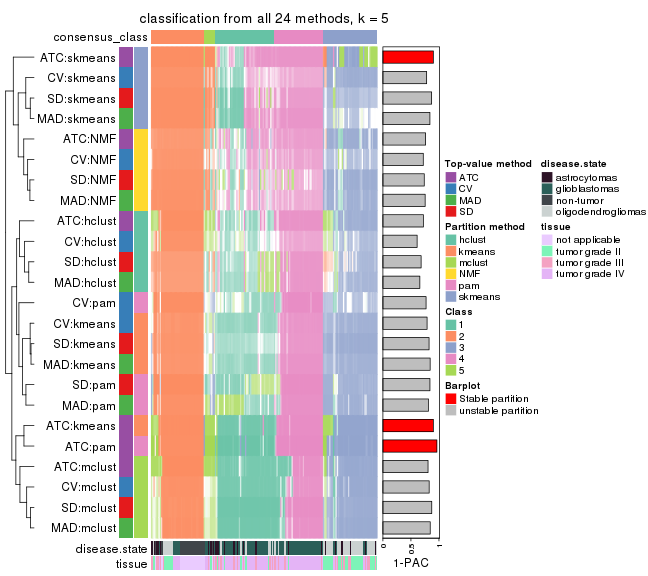 classification from all 24 methods, k = 5
consensus_class
ATC:skmeans
CV:skmeans
SD:skmeans
MAD:skmeans
ATC:NMF
CV:NMF
SD:NMF
MAD:NMF
ATC:hclust
CV:hclust
SD:hclust
MAD:hclust
CV:pam
CV:kmeans
SD:kmeans
MAD:kmeans
SD:pam
MAD:pam
ATC:kmeans
ATC:pam
ATC:mclust
CV:mclust
SD:mclust
MAD:mclust
disease.state
tissue
0
0.5
1
1-PAC
Top-value method
ATC
CV
MAD
SD
Partition method
hclust
kmeans
mclust
NMF
pam
skmeans
Class
1
2
3
4
5
Barplot
Stable partition
unstable partition
disease.state
astrocytomas
glioblastomas
non-tumor
oligodendrogliomas
tissue
not applicable
tumor grade II
tumor grade III
tumor grade IV